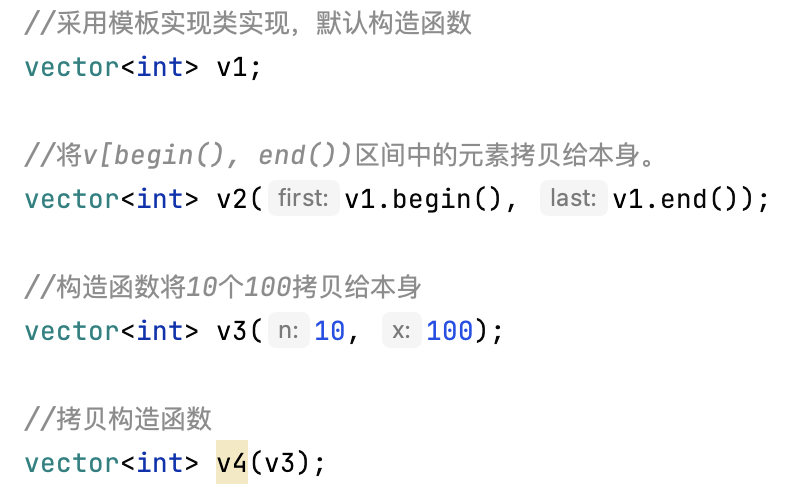 //采用模板实现类实现，默认构造函数
vector<int> v1;
//将v[begin(), end())区间中的元素拷贝给本身。
vector<int> v2( first: v1.begin(), last: v1.end());
//构造函数将10个100拷贝给本身
vector<int> v3( n: 10, x: 100);
//拷贝构造函数
vector<int> v4(v3);